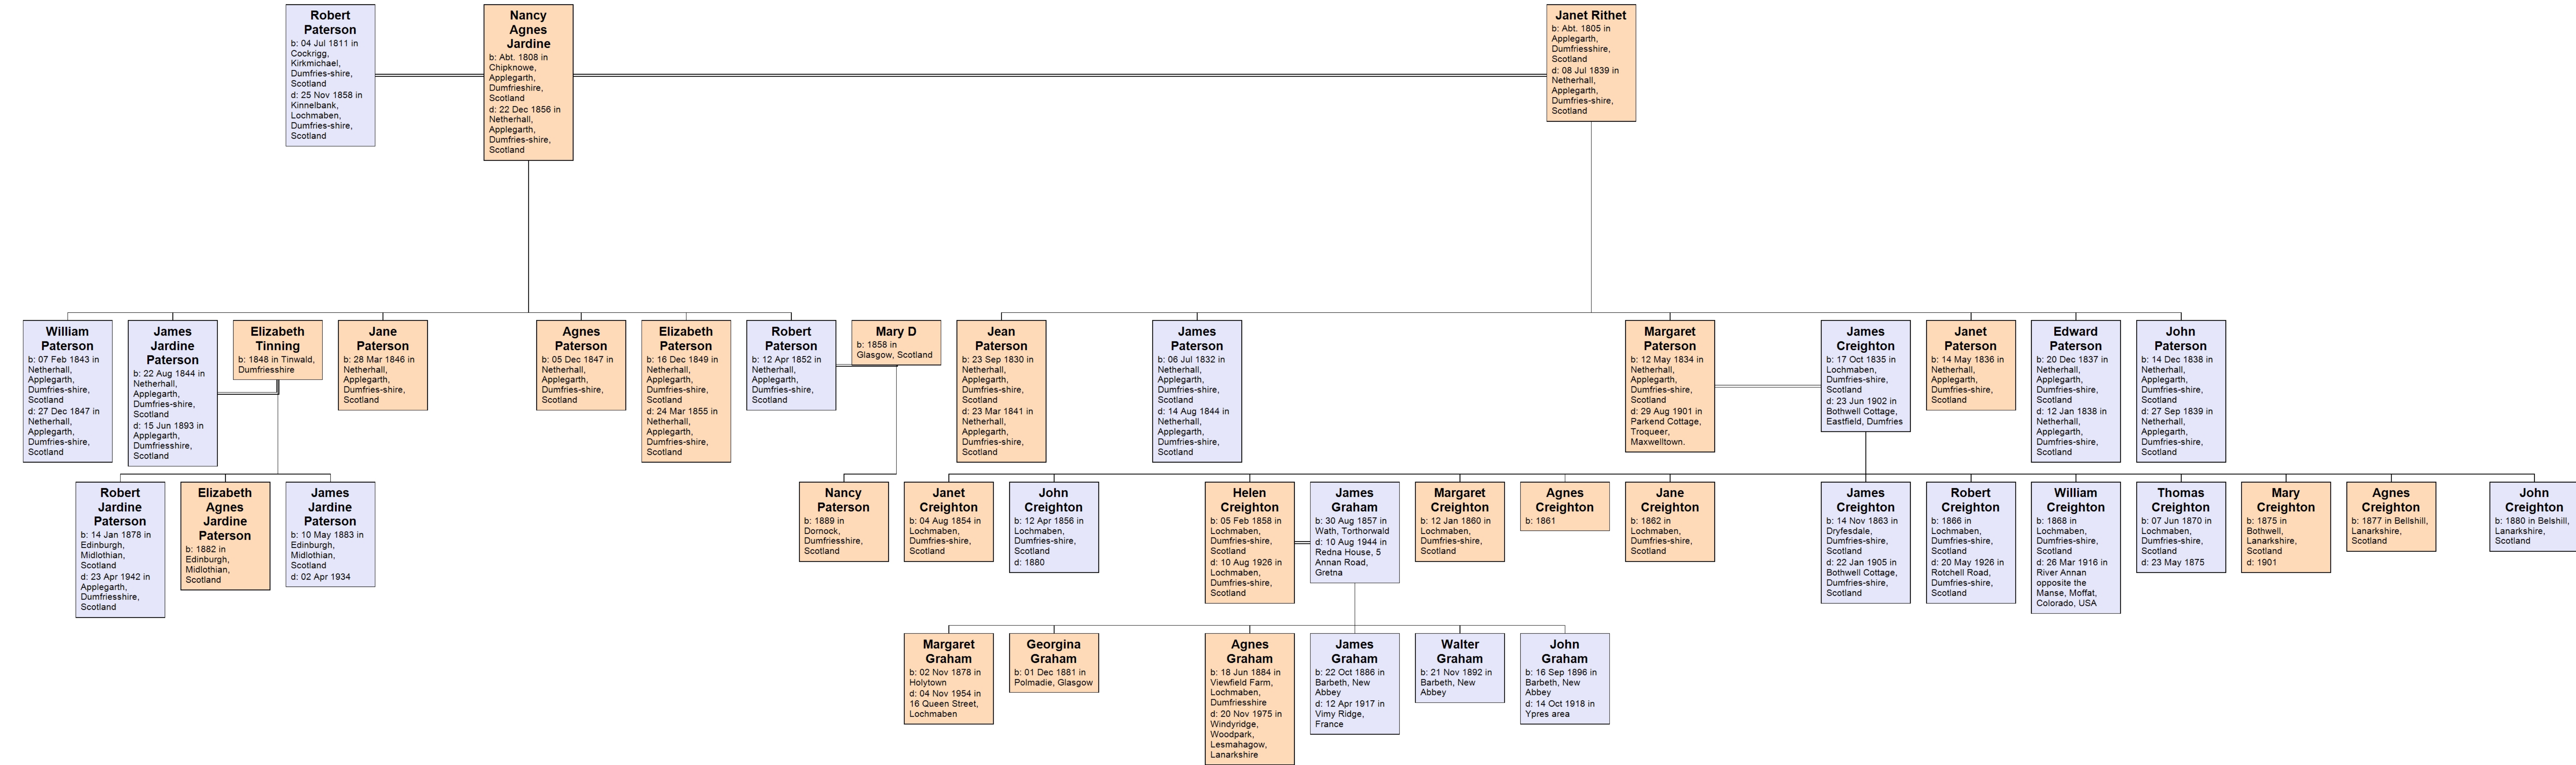 Robert
Paterson
b: 04 Jul 1811 in
Cockrigg,
Kirkmichael,
Dumfries-shire,
Scotland
d: 25 Nov 1858 in
Kinnelbank,
Lochmaben,
Dumfries-shire,
Scotland
Nancy
Agnes
Jardine
b: Abt. 1808 in
Chipknowe,
Applegarth,
Dumfrieshire,
Scotland
d: 22 Dec 1856 in
Netherhall,
Applegarth,
Dumfries-shire,
Scotland
Janet Rithet
b: Abt. 1805 in
Applegarth,
Dumfriesshire,
Scotland
d: 08 Jul 1839 in
Netherhall,
Applegarth,
Dumfries-shire,
Scotland
William
Paterson
b: 07 Feb 1843 in
Netherhall,
Applegarth,
Dumfries-shire,
Scotland
d: 27 Dec 1847 in
Netherhall,
Applegarth,
Dumfries-shire,
Scotland
James
Jardine
Paterson
b: 22 Aug 1844 in
Netherhall,
Applegarth,
Dumfries-shire,
Scotland
d: 15 Jun 1893 in
Applegarth,
Dumfriesshire,
Scotland
Elizabeth
Tinning
b: 1848 in Tinwald,
Dumfriesshire
Jane
Paterson
b: 28 Mar 1846 in
Netherhall,
Applegarth,
Dumfries-shire,
Scotland
Agnes
Paterson
b: 05 Dec 1847 in
Netherhall,
Applegarth,
Dumfries-shire,
Scotland
Elizabeth
Paterson
b: 16 Dec 1849 in
Netherhall,
Applegarth,
Dumfries-shire,
Scotland
d: 24 Mar 1855 in
Netherhall,
Applegarth,
Dumfries-shire,
Scotland
Robert
Paterson
b: 12 Apr 1852 in
Netherhall,
Applegarth,
Dumfries-shire,
Scotland
Mary D
b: 1858 in
Glasgow, Scotland
Jean
Paterson
b: 23 Sep 1830 in
Netherhall,
Applegarth,
Dumfries-shire,
Scotland
d: 23 Mar 1841 in
Netherhall,
Applegarth,
Dumfries-shire,
Scotland
James
Paterson
b: 06 Jul 1832 in
Netherhall,
Applegarth,
Dumfries-shire,
Scotland
d: 14 Aug 1844 in
Netherhall,
Applegarth,
Dumfries-shire,
Scotland
Margaret
Paterson
b: 12 May 1834 in
Netherhall,
Applegarth,
Dumfries-shire,
Scotland
d: 29 Aug 1901 in
Parkend Cottage,
Troqueer,
Maxwelltown.
James
Creighton
b: 17 Oct 1835 in
Lochmaben,
Dumfries-shire,
Scotland
d: 23 Jun 1902 in
Bothwell Cottage,
Eastfield, Dumfries
Janet
Paterson
b: 14 May 1836 in
Netherhall,
Applegarth,
Dumfries-shire,
Scotland
Edward
Paterson
b: 20 Dec 1837 in
Netherhall,
Applegarth,
Dumfries-shire,
Scotland
d: 12 Jan 1838 in
Netherhall,
Applegarth,
Dumfries-shire,
Scotland
John
Paterson
b: 14 Dec 1838 in
Netherhall,
Applegarth,
Dumfries-shire,
Scotland
d: 27 Sep 1839 in
Netherhall,
Applegarth,
Dumfries-shire,
Scotland
Robert
Jardine
Paterson
b: 14 Jan 1878 in
Edinburgh,
Midlothian,
Scotland
d: 23 Apr 1942 in
Applegarth,
Dumfriesshire,
Scotland
Elizabeth
Agnes
Jardine
Paterson
b: 1882 in
Edinburgh,
Midlothian,
Scotland
James
Jardine
Paterson
b: 10 May 1883 in
Edinburgh,
Midlothian,
Scotland
d: 02 Apr 1934
Nancy
Paterson
b: 1889 in
Dornock,
Dumfriesshire,
Scotland
Janet
Creighton
b: 04 Aug 1854 in
Lochmaben,
Dumfries-shire,
Scotland
John
Creighton
b: 12 Apr 1856 in
Lochmaben,
Dumfries-shire,
Scotland
d: 1880
Helen
Creighton
b: 05 Feb 1858 in
Lochmaben,
Dumfries-shire,
Scotland
d: 10 Aug 1926 in
Lochmaben,
Dumfries-shire,
Scotland
James
Graham
b: 30 Aug 1857 in
Wath, Torthorwald
d: 10 Aug 1944 in
Redna House, 5
Annan Road,
Gretna
Margaret
Creighton
b: 12 Jan 1860 in
Lochmaben,
Dumfries-shire,
Scotland
Agnes
Creighton
b: 1861
Jane
Creighton
b: 1862 in
Lochmaben,
Dumfries-shire,
Scotland
James
Creighton
b: 14 Nov 1863 in
Dryfesdale,
Dumfries-shire,
Scotland
d: 22 Jan 1905 in
Bothwell Cottage,
Dumfries-shire,
Scotland
Robert
Creighton
b: 1866 in
Lochmaben,
Dumfries-shire,
Scotland
d: 20 May 1926 in
Rotchell Road,
Dumfries-shire,
Scotland
William
Creighton
b: 1868 in
Lochmaben,
Dumfries-shire,
Scotland
d: 26 Mar 1916 in
River Annan
opposite the
Manse, Moffat,
Colorado, USA
Thomas
Creighton
b: 07 Jun 1870 in
Lochmaben,
Dumfries-shire,
Scotland
d: 23 May 1875
Mary
Creighton
b: 1875 in
Bothwell,
Lanarkshire,
Scotland
d: 1901
Agnes
Creighton
b: 1877 in Bellshill,
Lanarkshire,
Scotland
John
Creighton
b: 1880 in Belshill,
Lanarkshire,
Scotland
Margaret
Graham
b: 02 Nov 1878 in
Holytown
d: 04 Nov 1954 in
16 Queen Street,
Lochmaben
Georgina
Graham
b: 01 Dec 1881 in
Polmadie, Glasgow
Agnes
Graham
b: 18 Jun 1884 in
Viewfield Farm,
Lochmaben,
Dumfriesshire
d: 20 Nov 1975 in
Windyridge,
Woodpark,
Lesmahagow,
Lanarkshire
James
Graham
b: 22 Oct 1886 in
Barbeth, New
Abbey
d: 12 Apr 1917 in
Vimy Ridge,
France
Walter
Graham
b: 21 Nov 1892 in
Barbeth, New
Abbey
John
Graham
b: 16 Sep 1896 in
Barbeth, New
Abbey
d: 14 Oct 1918 in
Ypres area